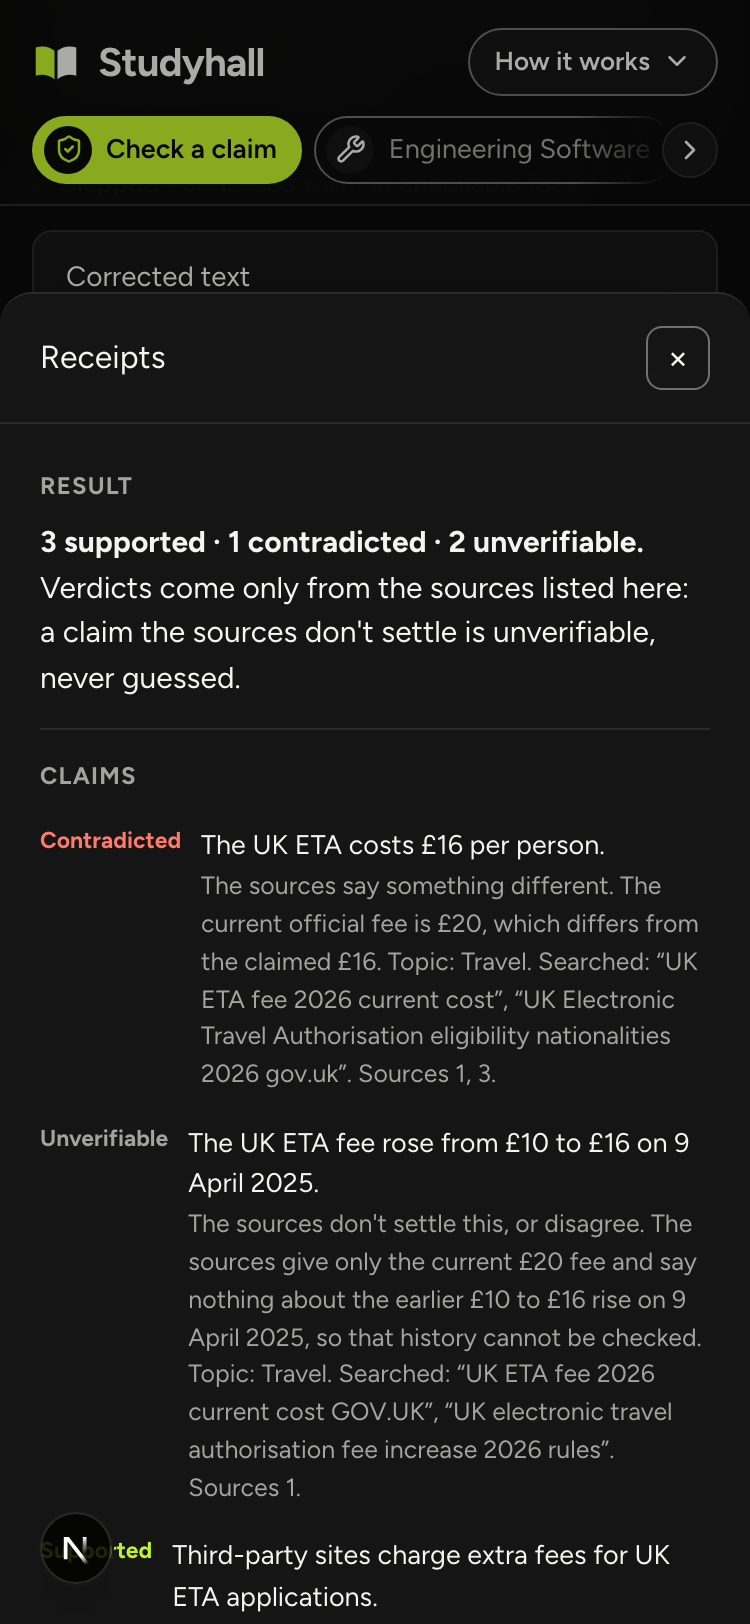 Studyhall
How it works
Check a claim
Engineering Software
Corrected text
Receipts
RESULT
3 supported · 1 contradicted · 2 unverifiable.
Verdicts come only from the sources listed here:
a claim the sources don't settle is unverifiable,
never guessed.
CLAIMS
Contradicted
The UK ETA costs £16 per person.
The sources say something different. The
current official fee is £20, which differs from
the claimed £16. Topic: Travel. Searched: “UK
ETA fee 2026 current cost”, “UK Electronic
Travel Authorisation eligibility nationalities
2026 gov.uk”. Sources 1, 3.
Unverifiable
The UK ETA fee rose from £10 to £16 on 9
April 2025.
The sources don't settle this, or disagree. The
sources give only the current £20 fee and say
nothing about the earlier £10 to £16 rise on 9
April 2025, so that history cannot be checked.
Topic: Travel. Searched: “UK ETA fee 2026
current cost GOV.UK”, “UK electronic travel
authorisation fee increase 2026 rules”.
Sources 1.
Supported
Third-party sites charge extra fees for UK
ETA applications.